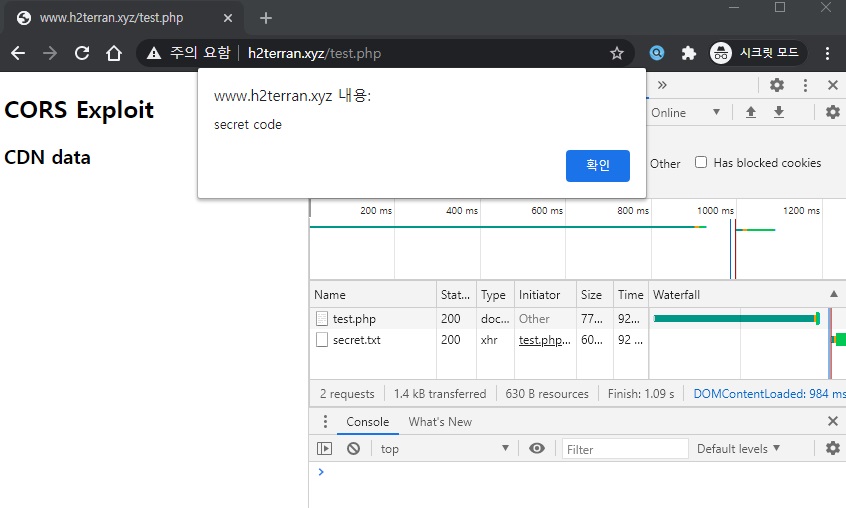 www.h2terran.xyz/test.php
주의 요함
h2terran.xyz/test.php
시크릿 모드
www.h2terran.xyz 내용:
secret code
확인
CORS Exploit
CDN data
Online
Other
Has blocked cookies
200 ms
400 ms
600 ms
800 ms
1000 ms
1200 ms
Name Stat... Type Initiator Size Time Waterfall
test.php 200 doc... Other 77... 92...
secret.txt 200 xhr test.php... 60... 92 ...
2 requests 1.4 kB transferred 630 B resources Finish: 1.09 s DOMContentLoaded: 984 ms
Console What's New
top Filter Default levels